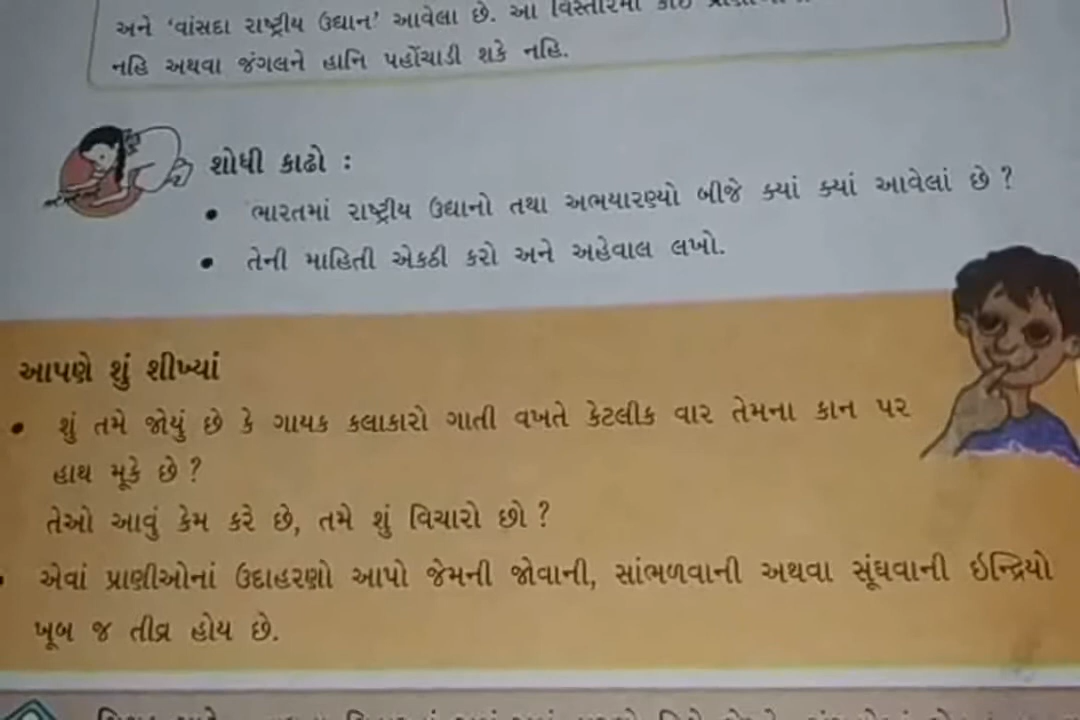 અને ‘વાંસદા રાષ્ટ્રીય ઉદ્યાન’ આવેલા છે. આ વિસ્તારમાં કોઈ
નહિ અથવા જંગલને હાનિ પહોંચાડી શકે નહિ.
શોધી કાઢો :
• ભારતમાં રાષ્ટ્રીય ઉદ્યાનો તથા અભયારણ્યો બીજે ક્યાં ક્યાં આવેલાં છે ?
• તેની માહિતી એકઠી કરો અને અહેવાલ લખો.
આપણે શું શીખ્યાં
• શું તમે જોયું છે કે ગાયક કલાકારો ગાતી વખતે કેટલીક વાર તેમના કાન પર
હાથ મૂકે છે ?
તેઓ આવું કેમ કરે છે, તમે શું વિચારો છો ?
• એવાં પ્રાણીઓનાં ઉદાહરણો આપો જેમની જોવાની, સાંભળવાની અથવા સૂંઘવાની ઇન્દ્રિયો
ખૂબ જ તીવ્ર હોય છે.